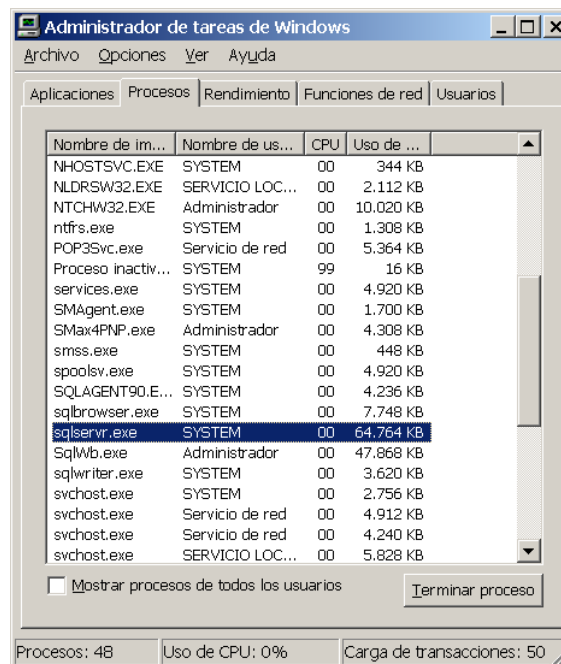 Administrador de tareas de Windows
Archivo Opciones Ver Ayuda
Aplicaciones Procesos Rendimiento Funciones de red Usuarios
Nombre de im... Nombre de us... CPU Uso de ...
NHOSTSVC.EXE SYSTEM 00 344 KB
NLDRSW32.EXE SERVICIO LOC... 00 2.112 KB
NTCHW32.EXE Administrador 00 10.020 KB
ntfrs.exe SYSTEM 00 1.308 KB
POP3Svc.exe Servicio de red 00 5.364 KB
Proceso inactiv... SYSTEM 99 16 KB
services.exe SYSTEM 00 4.920 KB
SMAgent.exe SYSTEM 00 1.700 KB
SMax4PNP.exe Administrador 00 4.308 KB
smss.exe SYSTEM 00 448 KB
spoolsv.exe SYSTEM 00 4.920 KB
SQLAGENT90.E... SYSTEM 00 4.236 KB
sqlbrowser.exe SYSTEM 00 7.748 KB
sqlservr.exe SYSTEM 00 64.764 KB
SqlWb.exe Administrador 00 47.868 KB
sqlwriter.exe SYSTEM 00 3.620 KB
svchost.exe SYSTEM 00 2.756 KB
svchost.exe Servicio de red 00 4.912 KB
svchost.exe Servicio de red 00 4.240 KB
svchost.exe SERVICIO LOC... 00 5.828 KB
Mostrar procesos de todos los usuarios Terminar proceso
Procesos: 48 Uso de CPU: 0% Carga de transacciones: 50